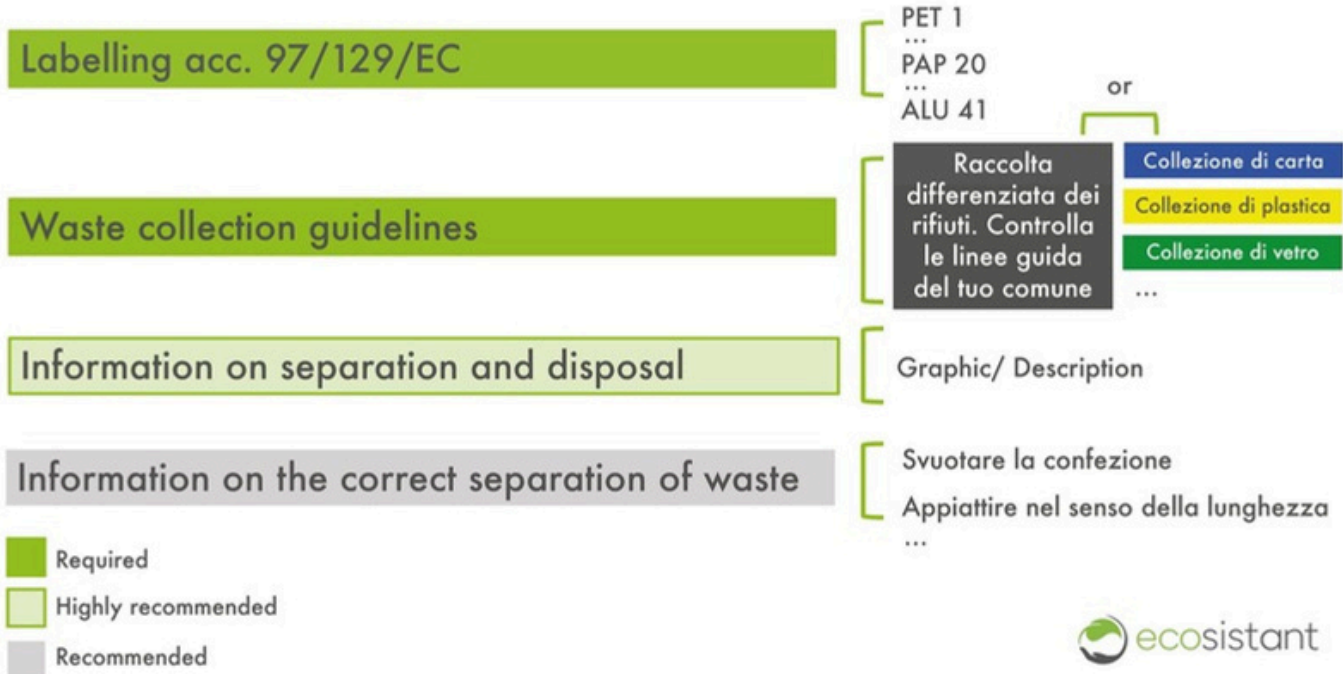 Labelling acc. 97/129/EC
PET 1
...
PAP 20
...
ALU 41
or
Waste collection guidelines
Raccolta
differenziata dei
rifiuti. Controlla
le linee guida
del tuo comune
Collezione di carta
Collezione di plastica
Collezione di vetro
...
Information on separation and disposal
Graphic/ Description
Information on the correct separation of waste
Svuotare la confezione
Appiattire nel senso della lunghezza
...
Required
Highly recommended
Recommended
ecosistant